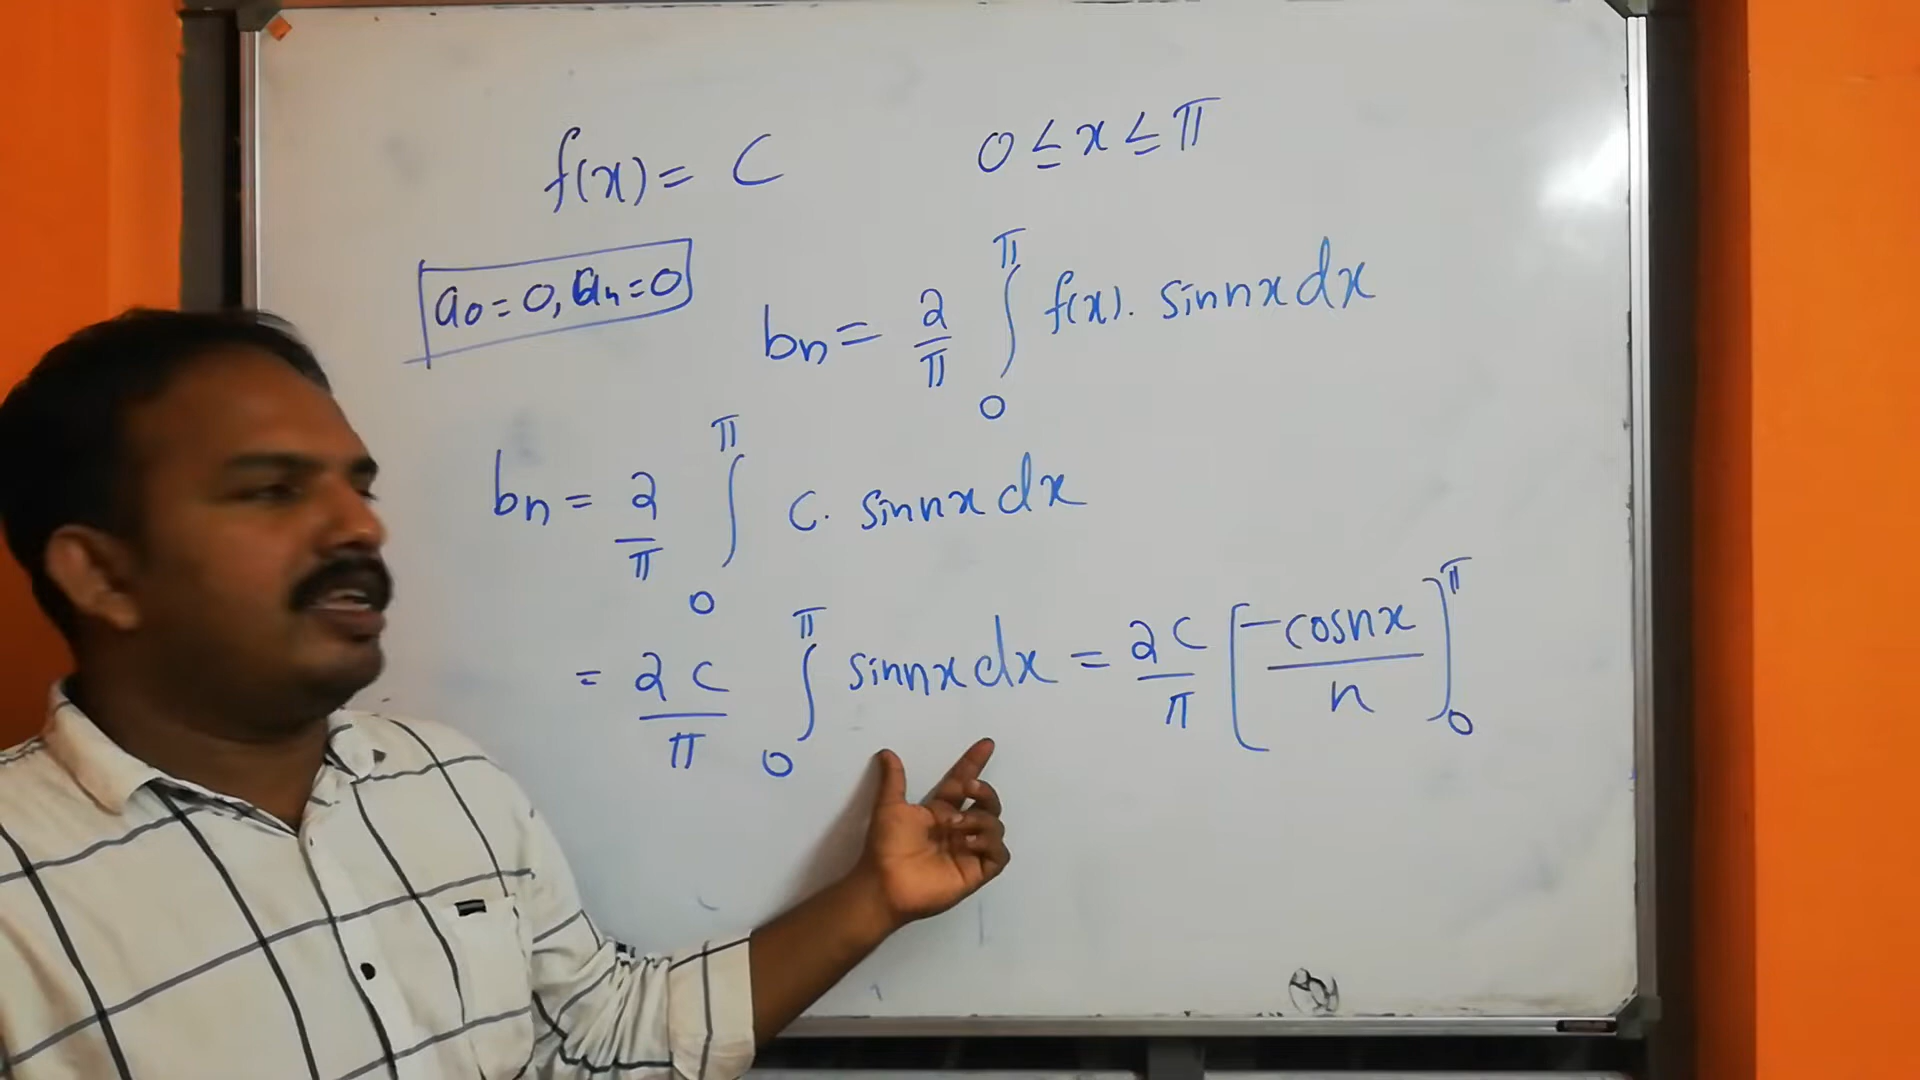 f(x) = C 0 ≤ x ≤ π
a₀ = 0, aₙ = 0
bₙ = 2/π ∫₀^π f(x). sin nx dx
bₙ = 2/π ∫₀^π C. sin nx dx
= 2C/π ∫₀^π sin nx dx = 2C/π [-cos nx / n]₀^π